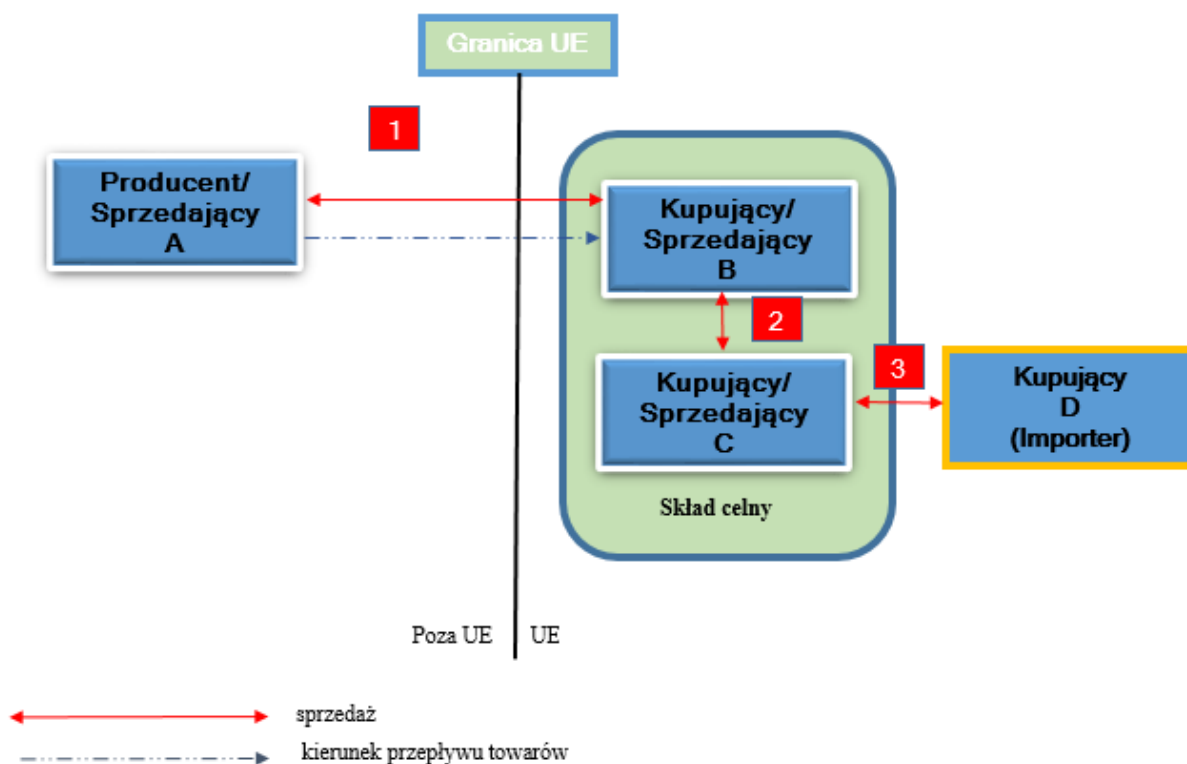 Granica UE
1
Producent/
Sprzedający
A
Kupujący/
Sprzedający
B
2
Kupujący/
Sprzedający
C
3
Kupujący
D
(Importer)
Skład celny
Poza UE
UE
sprzedaż
kierunek przepływu towarów